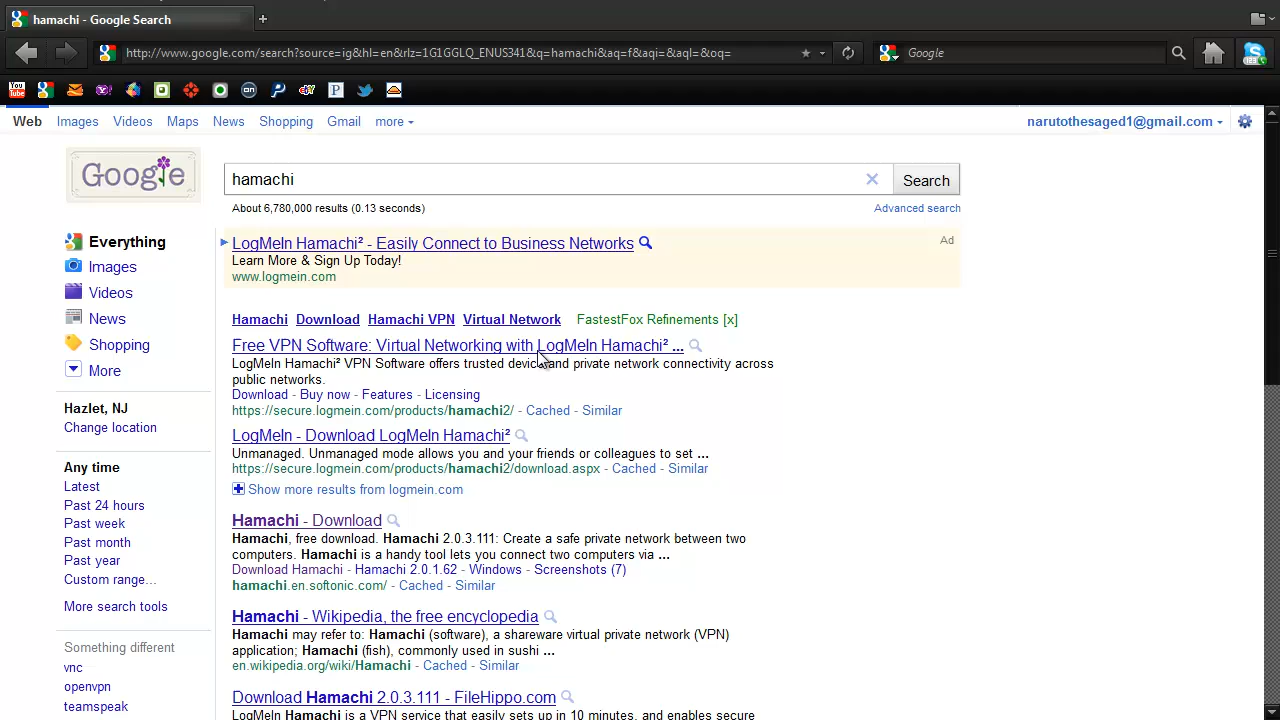 hamachi - Google Search
http://www.google.com/search?source=ig&hl=en&rlz=1G1GGLQ_ENUS341&q=hamachi&aq=f&aqi=&aql=&oq=
Google
Web Images Videos Maps News Shopping Gmail more
narutothesaged1@gmail.com
Google
hamachi
Search
About 6,780,000 results (0.13 seconds)
Advanced search
Everything
Images
Videos
News
Shopping
More
Hazlet, NJ
Change location
Any time
Latest
Past 24 hours
Past week
Past month
Past year
Custom range...
More search tools
Something different
vnc
openvpn
teamspeak
LogMeIn Hamachi² - Easily Connect to Business Networks
Ad
Learn More & Sign Up Today!
www.logmein.com
Hamachi Download Hamachi VPN Virtual Network FastestFox Refinements [x]
Free VPN Software: Virtual Networking with LogMeIn Hamachi² ...
LogMeIn Hamachi² VPN Software offers trusted device and private network connectivity across
public networks.
Download - Buy now - Features - Licensing
https://secure.logmein.com/products/hamachi2/ - Cached - Similar
LogMeIn - Download LogMeIn Hamachi²
Unmanaged. Unmanaged mode allows you and your friends or colleagues to set ...
https://secure.logmein.com/products/hamachi2/download.aspx - Cached - Similar
Show more results from logmein.com
Hamachi - Download
Hamachi, free download. Hamachi 2.0.3.111: Create a safe private network between two
computers. Hamachi is a handy tool lets you connect two computers via ...
Download Hamachi - Hamachi 2.0.1.62 - Windows - Screenshots (7)
hamachi.en.softonic.com/ - Cached - Similar
Hamachi - Wikipedia, the free encyclopedia
Hamachi may refer to: Hamachi (software), a shareware virtual private network (VPN)
application; Hamachi (fish), commonly used in sushi ...
en.wikipedia.org/wiki/Hamachi - Cached - Similar
Download Hamachi 2.0.3.111 - FileHippo.com
LogMeIn Hamachi is a VPN service that easily sets up in 10 minutes, and enables secure